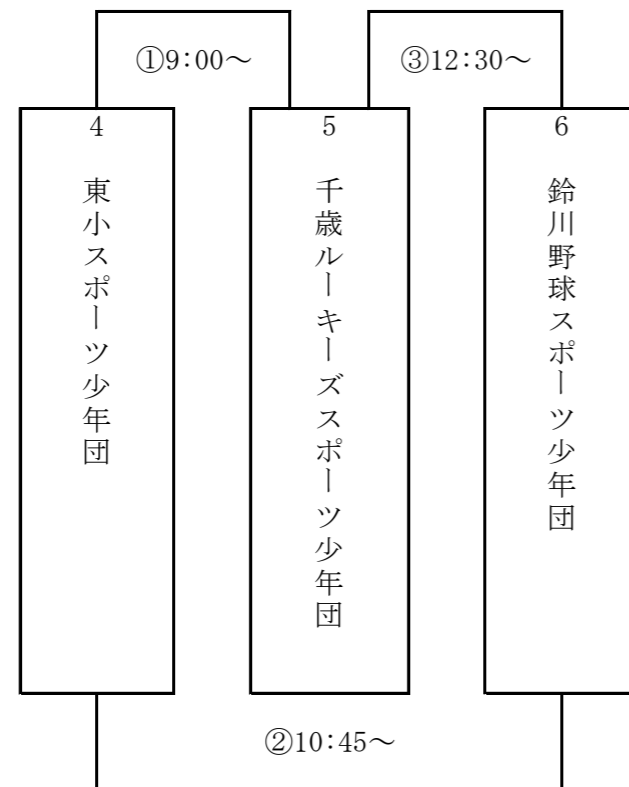 ①9:00～
③12:30～
4
東小スポーツ少年団
5
千歳ルーキーズスポーツ少年団
6
鈴川野球スポーツ少年団
②10:45～